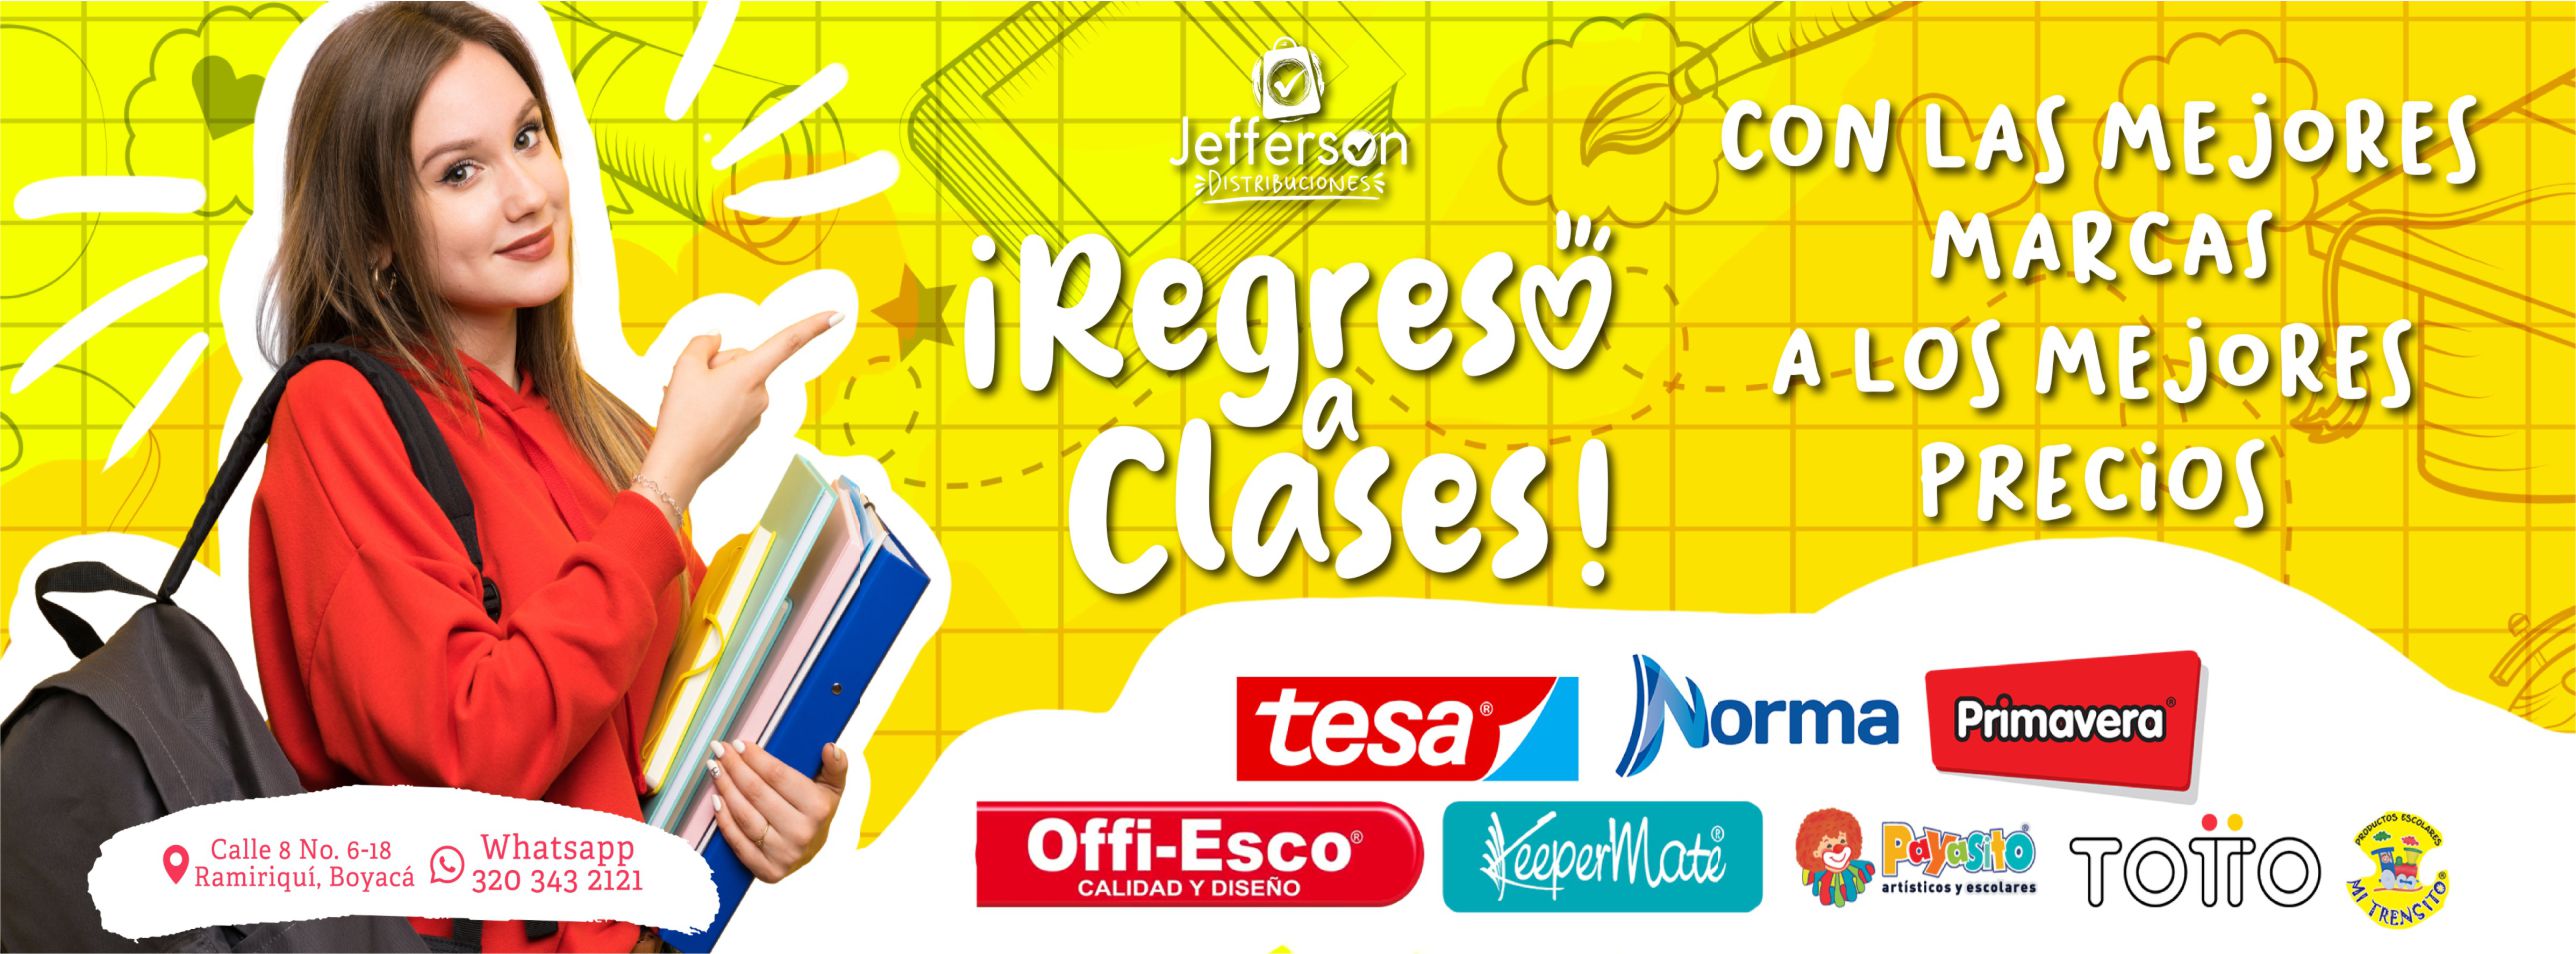 Jefferson
DISTRIBUCIONES
¡Regreso
a
Clases!
CON LAS MEJORES
MARCAS
A LOS MEJORES
PRECIOS
tesa®
Norma
Primavera®
Offi-Esco®
CALIDAD Y DISEÑO
KeeperMate®
Payasito®
artísticos y escolares
TOTTO
PRODUCTOS ESCOLARES
MI TRENCITO®
Calle 8 No. 6-18
Ramiriquí, Boyacá
Whatsapp
320 343 2121